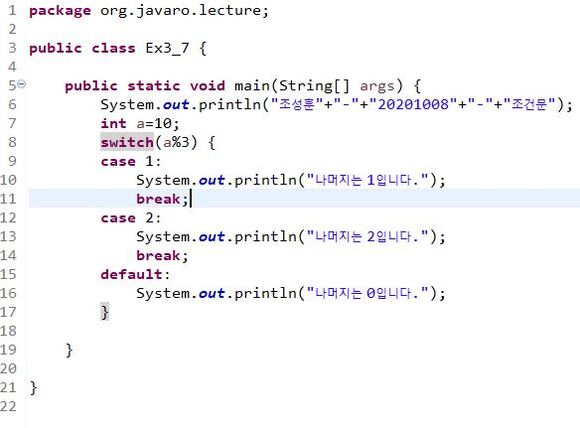 1 package org.javaro.lecture;
2
3 public class Ex3_7 {
4
5 public static void main(String[] args) {
6 System.out.println("조성훈"+"-"+"20201008"+"-"+"조건문");
7 int a=10;
8 switch(a%3) {
9 case 1:
10 System.out.println("나머지는 1입니다.");
11 break;
12 case 2:
13 System.out.println("나머지는 2입니다.");
14 break;
15 default:
16 System.out.println("나머지는 0입니다.");
17 }
18
19 }
20
21 }
22